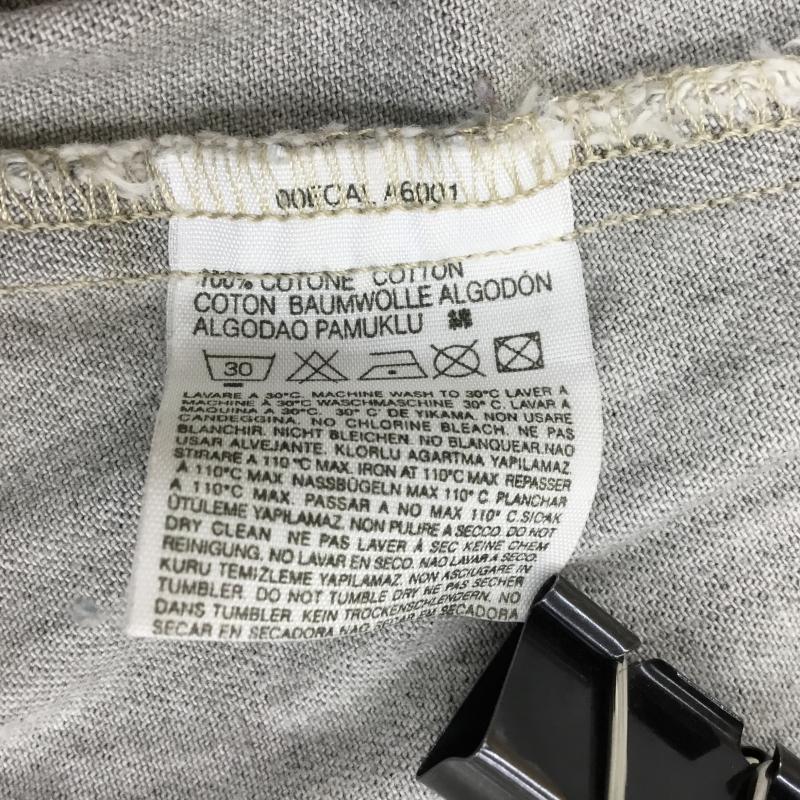 100% COTONE COTTON
COTON BAUMWOLLE ALGODÓN
ALGODAO PAMUKLU
30
LAVARE A 30°C. MACHINE WASH TO 30°C LAVER A
MACHINE A 30°C WASCHMASCHINE 30° C. LAVAR A
MAQUINA A 30°C. 30° C' DE YIKAMA. NON USARE
CANDEGGINA. NO CHLORINE BLEACH. NE PAS
BLANCHIR. NICHT BLEICHEN. NO BLANQUEAR.NAO
USAR ALVEJANTE. KLORLU AGARTMA YAPILAMAZ.
STIRARE A 110°C MAX. IRON AT 110°C MAX REPASSER
À 110°C MAX NASSBÜGELN MAX 110° C. PLANCHAR
A 110°C MAX. PASSAR A NO MAX 110° C.SICAK
ÜTÜLEME YAPILAMAZ. NON PULIRE A SECCO. DO NOT
DRY CLEAN NE PAS LAVER À SEC KEINE CHEM
REINIGUNG. NO LAVAR EN SECO. NAO LAVAR A SECO.
KURU TEMIZLEME YAPILAMAZ. NON ASCIUGARE IN
TUMBLER. DO NOT TUMBLE DRY NE PAS SECHER
DANS TUMBLER. KEIN TROCKENSCHLENDERN. NO
SECAR EN SECADORA NAO SECAR EM SECADORA